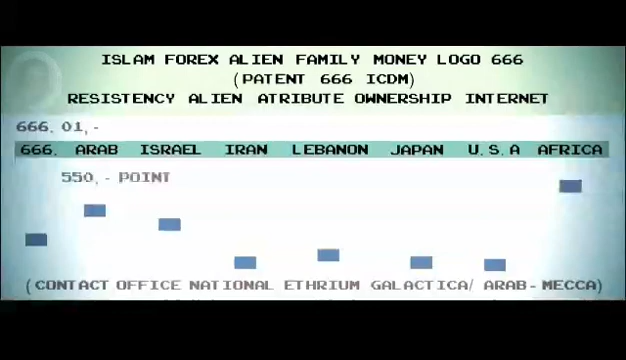 ISLAM FOREX ALIEN FAMILY MONEY LOGO 666
(PATENT 666 ICDM)
RESISTENCY ALIEN ATRIBUTE OWNERSHIP INTERNET
666, 01, -
666. ARAB ISRAEL IRAN LEBANON JAPAN U.S.A AFRICA
550, - POINT
(CONTACT OFFICE NATIONAL ETHRIUM GALACTICA/ ARAB- MECCA)